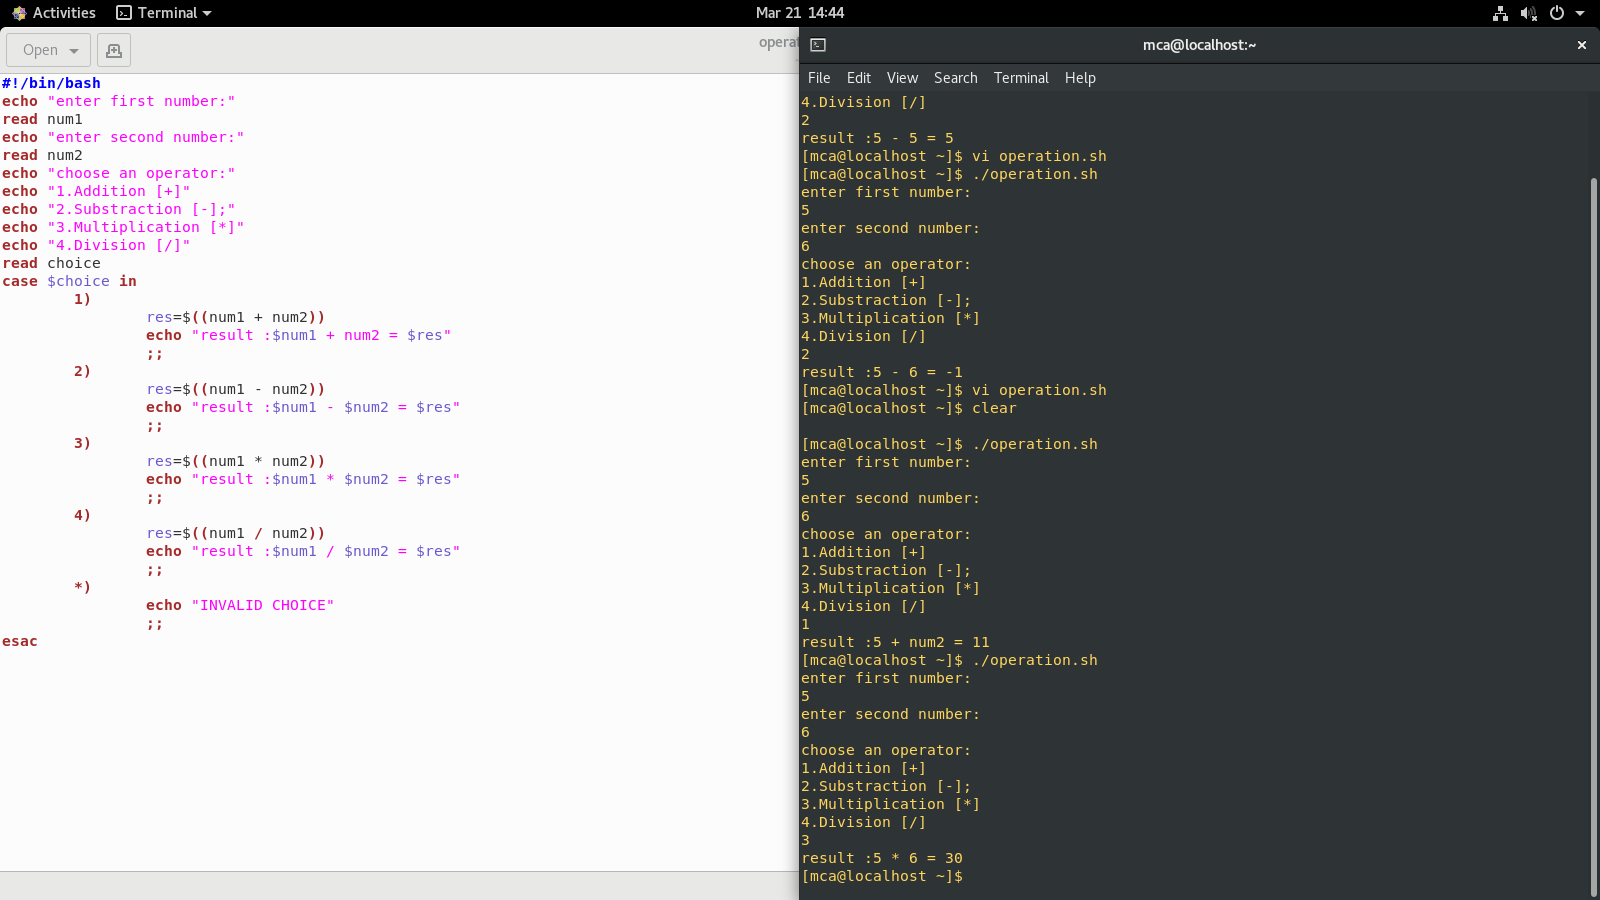 Activities
Terminal
Mar 21 14:44
Open
#!/bin/bash
echo "enter first number:"
read num1
echo "enter second number:"
read num2
echo "choose an operator:"
echo "1.Addition [+]"
echo "2.Substraction [-];"
echo "3.Multiplication [*]"
echo "4.Division [/]"
read choice
case $choice in
1)
res=$((num1 + num2))
echo "result :$num1 + num2 = $res"
;;
2)
res=$((num1 - num2))
echo "result :$num1 - $num2 = $res"
;;
3)
res=$((num1 * num2))
echo "result :$num1 * $num2 = $res"
;;
4)
res=$((num1 / num2))
echo "result :$num1 / $num2 = $res"
;;
*)
echo "INVALID CHOICE"
;;
esac
mca@localhost:~
File Edit View Search Terminal Help
4.Division [/]
2
result :5 - 5 = 5
[mca@localhost ~]$ vi operation.sh
[mca@localhost ~]$ ./operation.sh
enter first number:
5
enter second number:
6
choose an operator:
1.Addition [+]
2.Substraction [-];
3.Multiplication [*]
4.Division [/]
2
result :5 - 6 = -1
[mca@localhost ~]$ vi operation.sh
[mca@localhost ~]$ clear
[mca@localhost ~]$ ./operation.sh
enter first number:
5
enter second number:
6
choose an operator:
1.Addition [+]
2.Substraction [-];
3.Multiplication [*]
4.Division [/]
1
result :5 + num2 = 11
[mca@localhost ~]$ ./operation.sh
enter first number:
5
enter second number:
6
choose an operator:
1.Addition [+]
2.Substraction [-];
3.Multiplication [*]
4.Division [/]
3
result :5 * 6 = 30
[mca@localhost ~]$